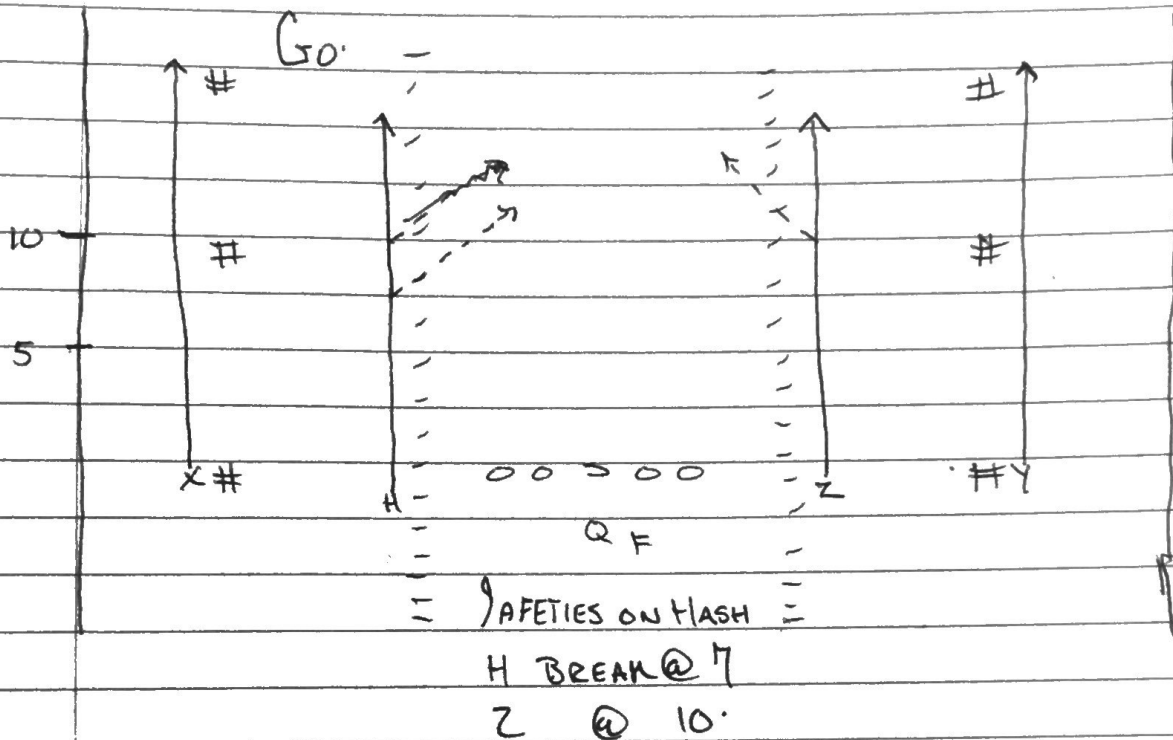 Go.
# #
10 # #
5
X # H O O O O O Z # Y
Q F
SAFETIES ON HASH
H BREAK @ 7
Z @ 10.